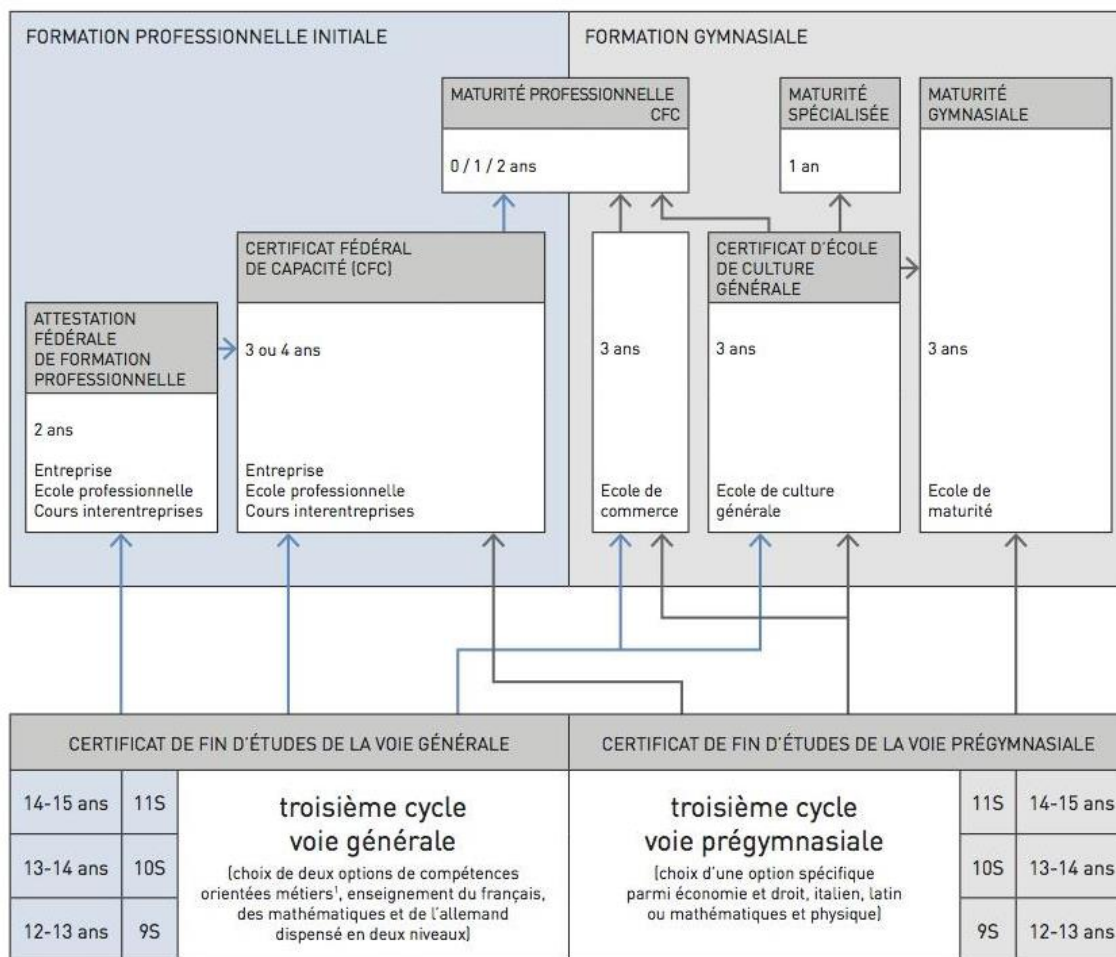 FORMATION PROFESSIONNELLE INITIALE
FORMATION GYMNASIALE
MATURITÉ PROFESSIONNELLE
CFC
0 / 1 / 2 ans
MATURITÉ
SPÉCIALISÉE
1 an
MATURITÉ
GYMNASIALE
3 ans
Ecole de
maturité
CERTIFICAT FÉDÉRAL
DE CAPACITÉ (CFC)
3 ou 4 ans
Entreprise
Ecole professionnelle
Cours interentreprises
3 ans
Ecole de
commerce
CERTIFICAT D'ÉCOLE
DE CULTURE
GÉNÉRALE
3 ans
Ecole de culture
générale
ATTESTATION
FÉDÉRALE
DE FORMATION
PROFESSIONNELLE
2 ans
Entreprise
Ecole professionnelle
Cours interentreprises
CERTIFICAT DE FIN D'ÉTUDES DE LA VOIE GÉNÉRALE
14-15 ans 11S
13-14 ans 10S
12-13 ans 9S
troisième cycle
voie générale
(choix de deux options de compétences
orientées métiers¹, enseignement du français,
des mathématiques et de l'allemand
dispensé en deux niveaux)
CERTIFICAT DE FIN D'ÉTUDES DE LA VOIE PRÉGYMNASIALE
troisième cycle
voie prégymnasiale
(choix d'une option spécifique
parmi économie et droit, italien, latin
ou mathématiques et physique)
11S 14-15 ans
10S 13-14 ans
9S 12-13 ans